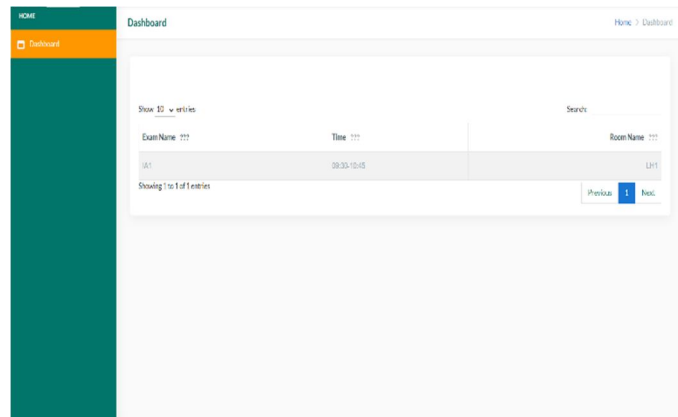 HOME
Dashboard
Dashboard
Home > Dashboard
Show 10 entries
Search:
Exam Name ???
Time ???
Room Name ???
IA1
09:30-10:45
LH1
Showing 1 to 1 of 1 entries
Previous 1 Next